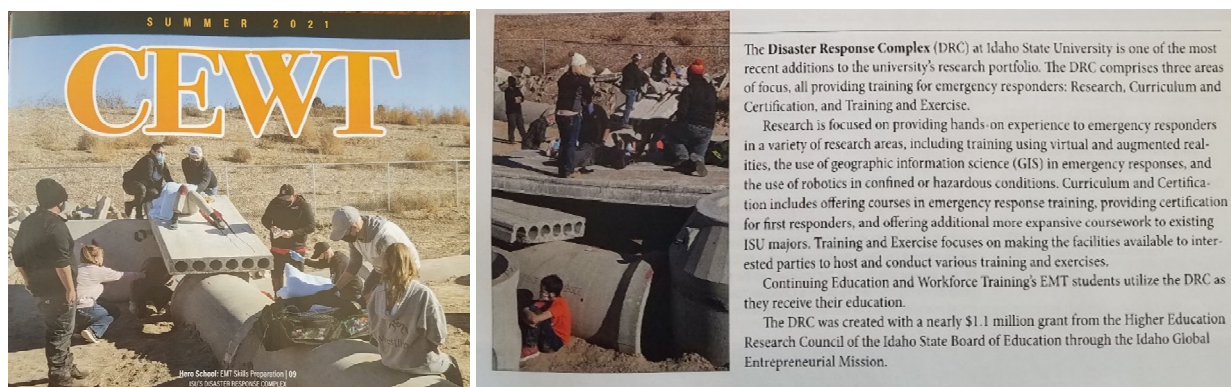 SUMMER 2021
CEWT
Hero School: EMT Skills Preparation | 09
ISU'S DISASTER RESPONSE COMPLEX
The Disaster Response Complex (DRC) at Idaho State University is one of the most
recent additions to the university's research portfolio. The DRC comprises three areas
of focus, all providing training for emergency responders: Research, Curriculum and
Certification, and Training and Exercise.
Research is focused on providing hands-on experience to emergency responders
in a variety of research areas, including training using virtual and augmented real-
ities, the use of geographic information science (GIS) in emergency responses, and
the use of robotics in confined or hazardous conditions. Curriculum and Certifica-
tion includes offering courses in emergency response training, providing certification
for first responders, and offering additional more expansive coursework to existing
ISU majors. Training and Exercise focuses on making the facilities available to inter-
ested parties to host and conduct various training and exercises.
Continuing Education and Workforce Training's EMT students utilize the DRC as
they receive their education.
The DRC was created with a nearly $1.1 million grant from the Higher Education
Research Council of the Idaho State Board of Education through the Idaho Global
Entrepreneurial Mission.